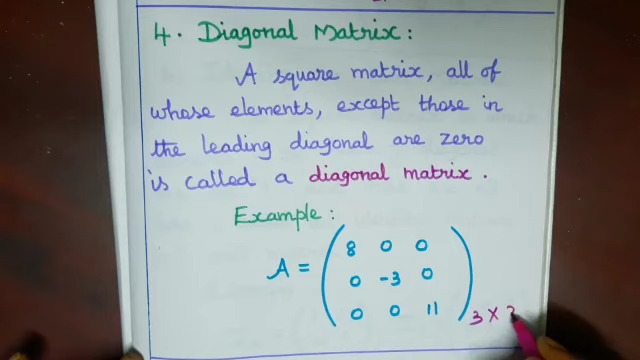 4. Diagonal Matrix:
A square matrix, all of
whose elements, except those in
the leading diagonal are zero
is called a diagonal matrix.
Example:
8 0 0
A = 0 -3 0
0 0 11
3 ×